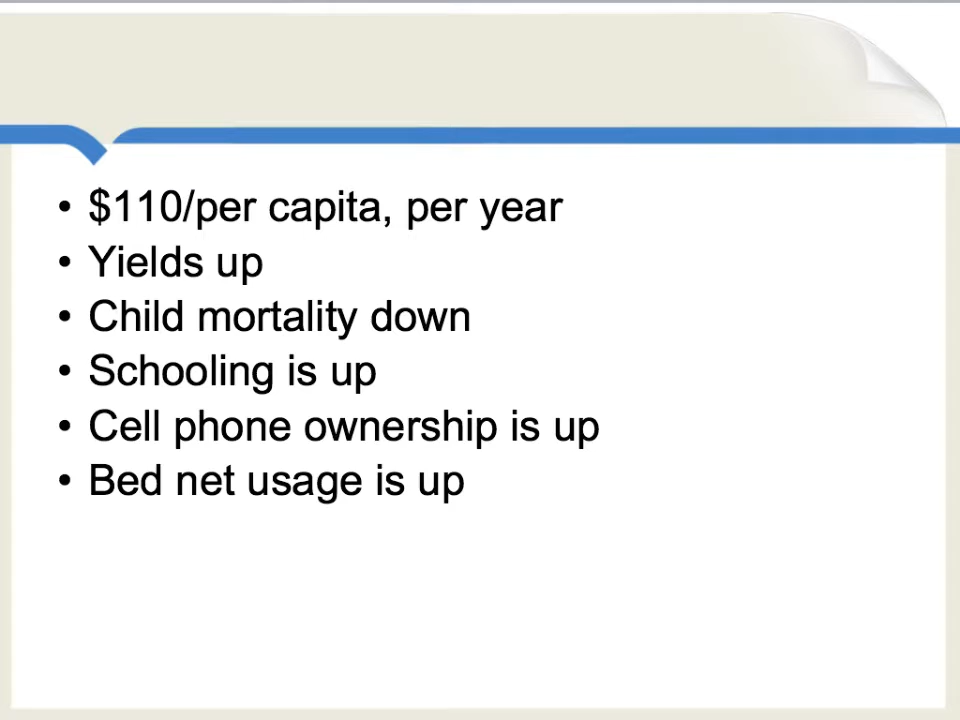 • $110/per capita, per year
• Yields up
• Child mortality down
• Schooling is up
• Cell phone ownership is up
• Bed net usage is up